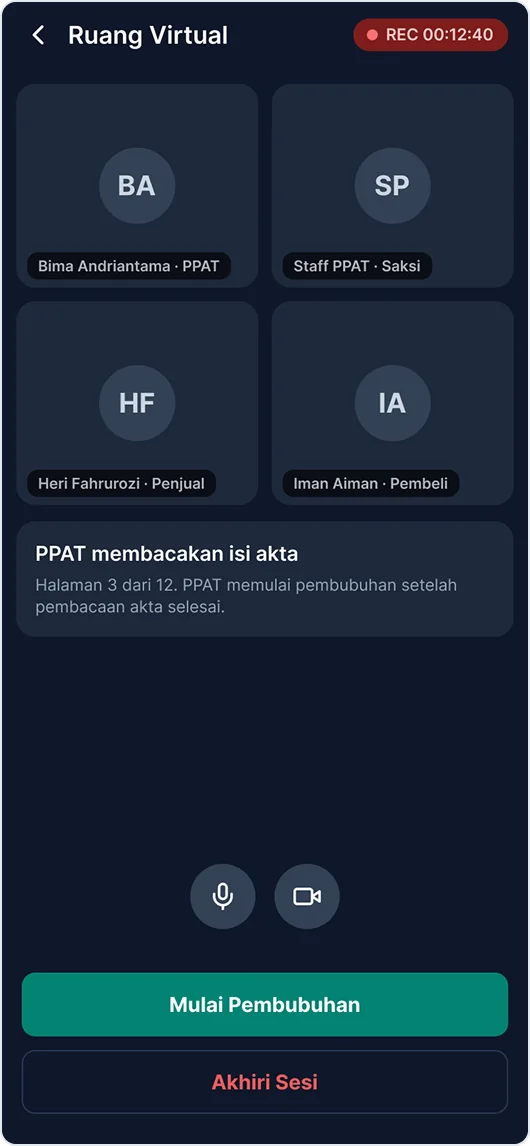 Ruang Virtual
REC 00:12:40
BA
Bima Andriantama · PPAT
SP
Staff PPAT · Saksi
HF
Heri Fahrurozi · Penjual
IA
Iman Aiman · Pembeli
PPAT membacakan isi akta
Halaman 3 dari 12. PPAT memulai pembubuhan setelah
pembacaan akta selesai.
Mulai Pembubuhan
Akhiri Sesi